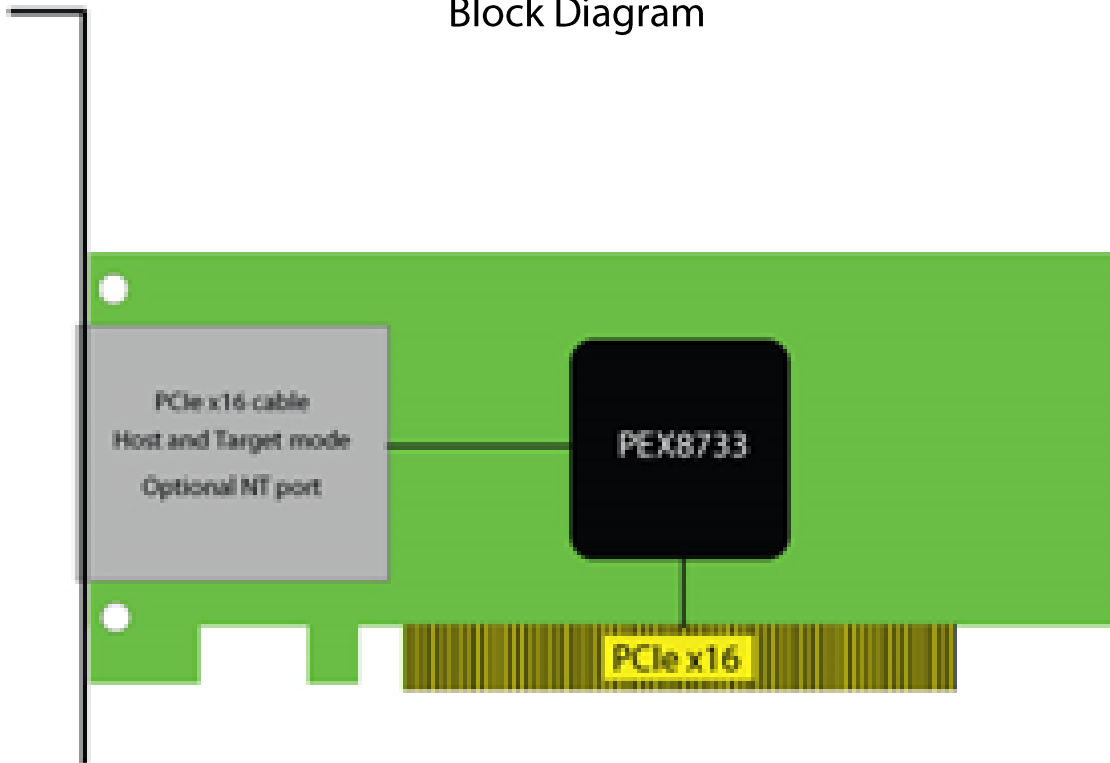 Block Diagram
PCIe x16 cable
Host and Target mode
Optional NT port
PEX8733
PCIe x16